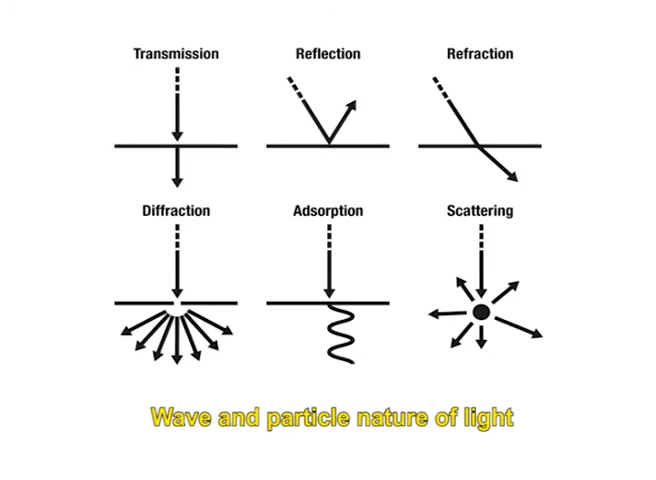 Transmission
Reflection
Refraction
Diffraction
Adsorption
Scattering
Wave and particle nature of light